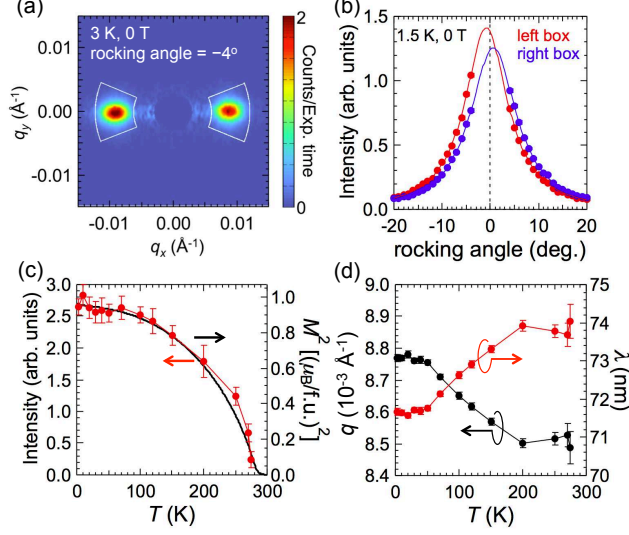 (a)
3 K, 0 T
rocking angle = −4°
0.01
0.00
-0.01
q_y (Å⁻¹)
-0.01
0.00
0.01
q_x (Å⁻¹)
2
1
0
Counts/Exp. time
(b)
1.5 K, 0 T
left box
right box
1.5
1.0
0.5
0.0
Intensity (arb. units)
-20
-10
0
10
20
rocking angle (deg.)
(c)
3.0
2.5
2.0
1.5
1.0
0.5
0.0
Intensity (arb. units)
1.0
0.8
0.6
0.4
0.2
0.0
M² [(μB/f.u.)²]
0
100
200
300
T (K)
(d)
9.0
8.9
8.8
8.7
8.6
8.5
8.4
q (10⁻³ Å⁻¹)
75
74
73
72
71
70
λ (nm)
0
100
200
300
T (K)